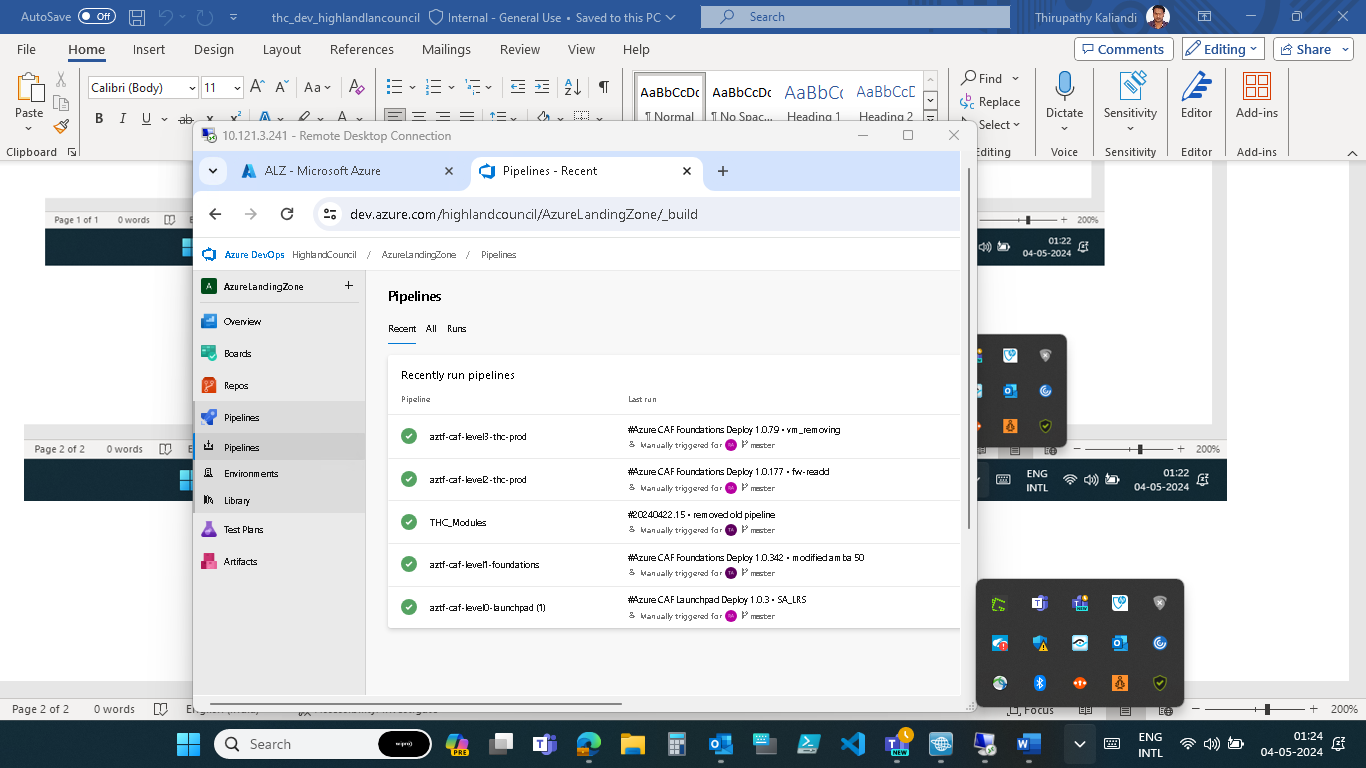 AutoSave Off thc_dev_highlandlancouncil Internal - General Use • Saved to this PC Search Thirupathy Kaliandi
File Home Insert Design Layout References Mailings Review View Help Comments Editing Share
Paste Calibri (Body) 11 Aa AaBbCcDc AaBbCcDc AaBbCc AaBbCcD Find Replace Select Dictate Sensitivity Editor Add-ins
¶ Normal ¶ No Spac... Heading 1 Heading 2
Clipboard Editing Voice Sensitivity Editor Add-ins
10.121.3.241 - Remote Desktop Connection
ALZ - Microsoft Azure Pipelines - Recent
dev.azure.com/highlandcouncil/AzureLandingZone/_build
Azure DevOps HighlandCouncil / AzureLandingZone / Pipelines
A AzureLandingZone +
Overview
Boards
Repos
Pipelines
Pipelines
Environments
Library
Test Plans
Artifacts
Pipelines
Recent All Runs
Recently run pipelines
Pipeline Last run
aztf-caf-level3-thc-prod #Azure CAF Foundations Deploy 1.0.79 • vm_removing
Manually triggered for master
aztf-caf-level2-thc-prod #Azure CAF Foundations Deploy 1.0.177 • fw-readd
Manually triggered for master
THC_Modules #20240422.15 • removed old pipeline
Manually triggered for master
aztf-caf-level1-foundations #Azure CAF Foundations Deploy 1.0.342 • modified amba 50
Manually triggered for master
aztf-caf-level0-launchpad (1) #Azure CAF Launchpad Deploy 1.0.3 • SA_LRS
Manually triggered for master
Page 1 of 1 0 words 200%
01:22
04-05-2024
Page 2 of 2 0 words 200%
ENG
INTL
01:22
04-05-2024
Page 2 of 2 0 words English (India) Accessibility: Investigate Focus 200%
Search wipro PRE NEW
ENG
INTL
01:24
04-05-2024